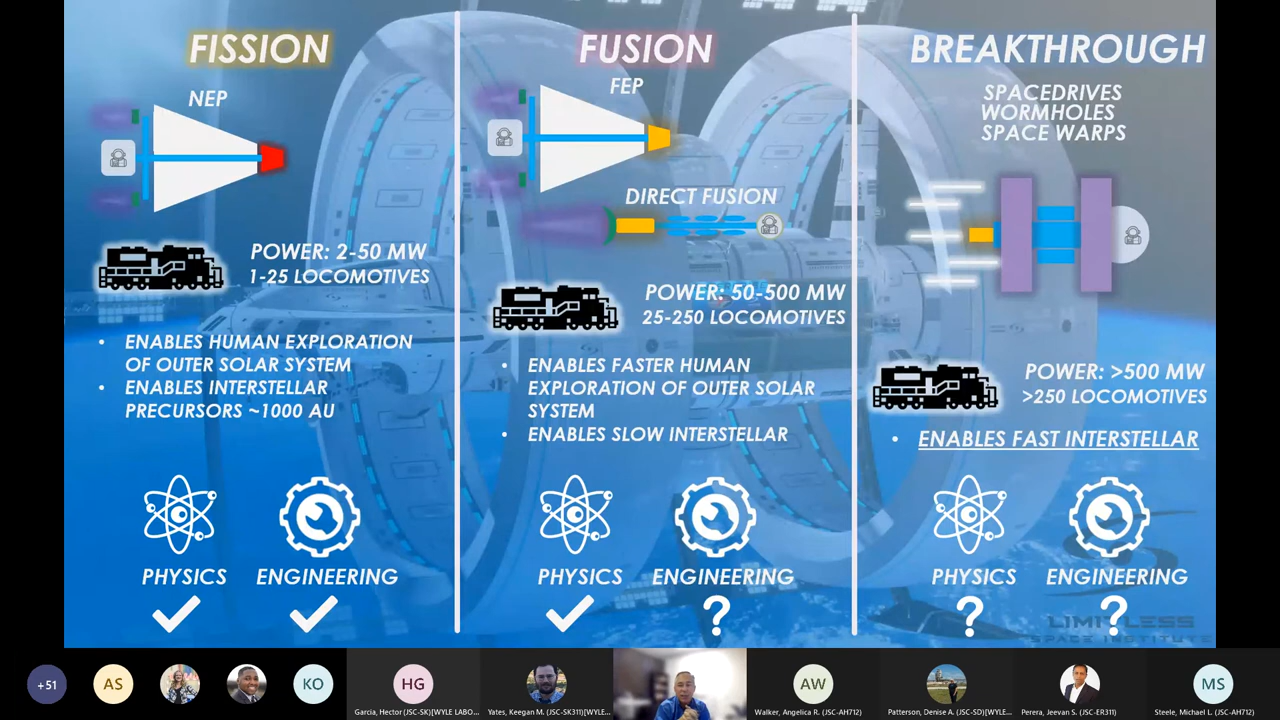 FISSION
NEP
POWER: 2-50 MW
1-25 LOCOMOTIVES
• ENABLES HUMAN EXPLORATION
OF OUTER SOLAR SYSTEM
• ENABLES INTERSTELLAR
PRECURSORS ~1000 AU
PHYSICS
ENGINEERING
FUSION
FEP
DIRECT FUSION
POWER: 50-500 MW
25-250 LOCOMOTIVES
• ENABLES FASTER HUMAN
EXPLORATION OF OUTER SOLAR
SYSTEM
• ENABLES SLOW INTERSTELLAR
PHYSICS
ENGINEERING
?
BREAKTHROUGH
SPACEDRIVES
WORMHOLES
SPACE WARPS
POWER: >500 MW
>250 LOCOMOTIVES
• ENABLES FAST INTERSTELLAR
PHYSICS
ENGINEERING
?
?
LIMITLESS
SPACE INSTITUTE
+51
AS
KO
HG
Garcia, Hector (JSC-SK)[WYLE LABO...
Yates, Keegan M. (JSC-SK311)[WYLE...
AW
Walker, Angelica R. (JSC-AH712)
Patterson, Denise A. (JSC-SD)[WYLE...
Perera, Jeevan S. (JSC-ER311)
MS
Steele, Michael L. (JSC-AH712)